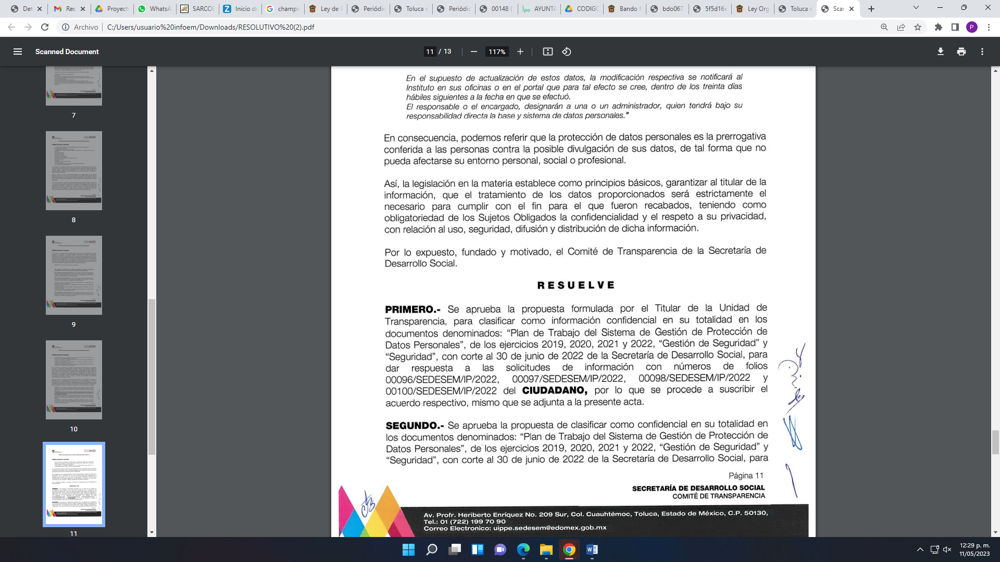 Det
Rec
Proyect
WhatsA
SARCOE
Inicio de
champio
Ley de P
Periódic
Toluca c
Periódic
00148 (
AYUNTA
CODIGO
Bando M
bdo067
5f5d16e
Ley Org
Toluca c
Scar
Archivo
C:/Users/usuario%20infoem/Downloads/RESOLUTIVO%20(2).pdf
P
Scanned Document
11 / 13
117%
7
8
9
10
11
En el supuesto de actualización de estos datos, la modificación respectiva se notificará al
Instituto en sus oficinas o en el portal que para tal efecto se cree, dentro de los treinta días
hábiles siguientes a la fecha en que se efectuó.
El responsable o el encargado, designarán a una o un administrador, quien tendrá bajo su
responsabilidad directa la base y sistema de datos personales."
En consecuencia, podemos referir que la protección de datos personales es la prerrogativa
conferida a las personas contra la posible divulgación de sus datos, de tal forma que no
pueda afectarse su entorno personal, social o profesional.
Así, la legislación en la materia establece como principios básicos, garantizar al titular de la
información, que el tratamiento de los datos proporcionados será estrictamente el
necesario para cumplir con el fin para el que fueron recabados, teniendo como
obligatoriedad de los Sujetos Obligados la confidencialidad y el respeto a su privacidad,
con relación al uso, seguridad, difusión y distribución de dicha información.
Por lo expuesto, fundado y motivado, el Comité de Transparencia de la Secretaría de
Desarrollo Social.
R E S U E L V E
PRIMERO.- Se aprueba la propuesta formulada por el Titular de la Unidad de
Transparencia, para clasificar como información confidencial en su totalidad en los
documentos denominados: "Plan de Trabajo del Sistema de Gestión de Protección de
Datos Personales", de los ejercicios 2019, 2020, 2021 y 2022, "Gestión de Seguridad" y
"Seguridad", con corte al 30 de junio de 2022 de la Secretaría de Desarrollo Social, para
dar respuesta a las solicitudes de información con números de folios
00096/SEDESEM/IP/2022, 00097/SEDESEM/IP/2022, 00098/SEDESEM/IP/2022 y
00100/SEDESEM/IP/2022 del CIUDADANO, por lo que se procede a suscribir el
acuerdo respectivo, mismo que se adjunta a la presente acta.
SEGUNDO.- Se aprueba la propuesta de clasificar como confidencial en su totalidad en
los documentos denominados: "Plan de Trabajo del Sistema de Gestión de Protección de
Datos Personales", de los ejercicios 2019, 2020, 2021 y 2022, "Gestión de Seguridad" y
"Seguridad", con corte al 30 de junio de 2022 de la Secretaría de Desarrollo Social, para
Página 11
SECRETARÍA DE DESARROLLO SOCIAL
COMITÉ DE TRANSPARENCIA
Av. Profr. Heriberto Enríquez No. 209 Sur, Col. Cuauhtémoc, Toluca, Estado de México, C.P. 50130,
Tel.: 01 (722) 199 70 90
Correo Electronico: uippe.sedesem@edomex.gob.mx
12:29 p. m.
11/05/2023